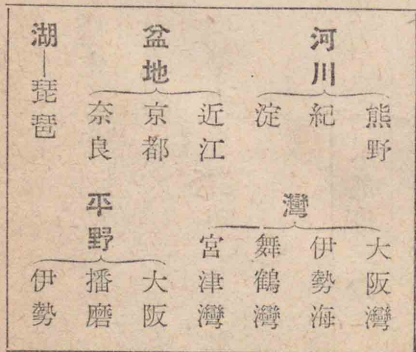 河川
熊野
紀
淀
盆地
近江
京都
奈良
湖—琵琶
灣
大阪灣
伊勢海
舞鶴灣
宮津灣
平野
大阪
播磨
伊勢